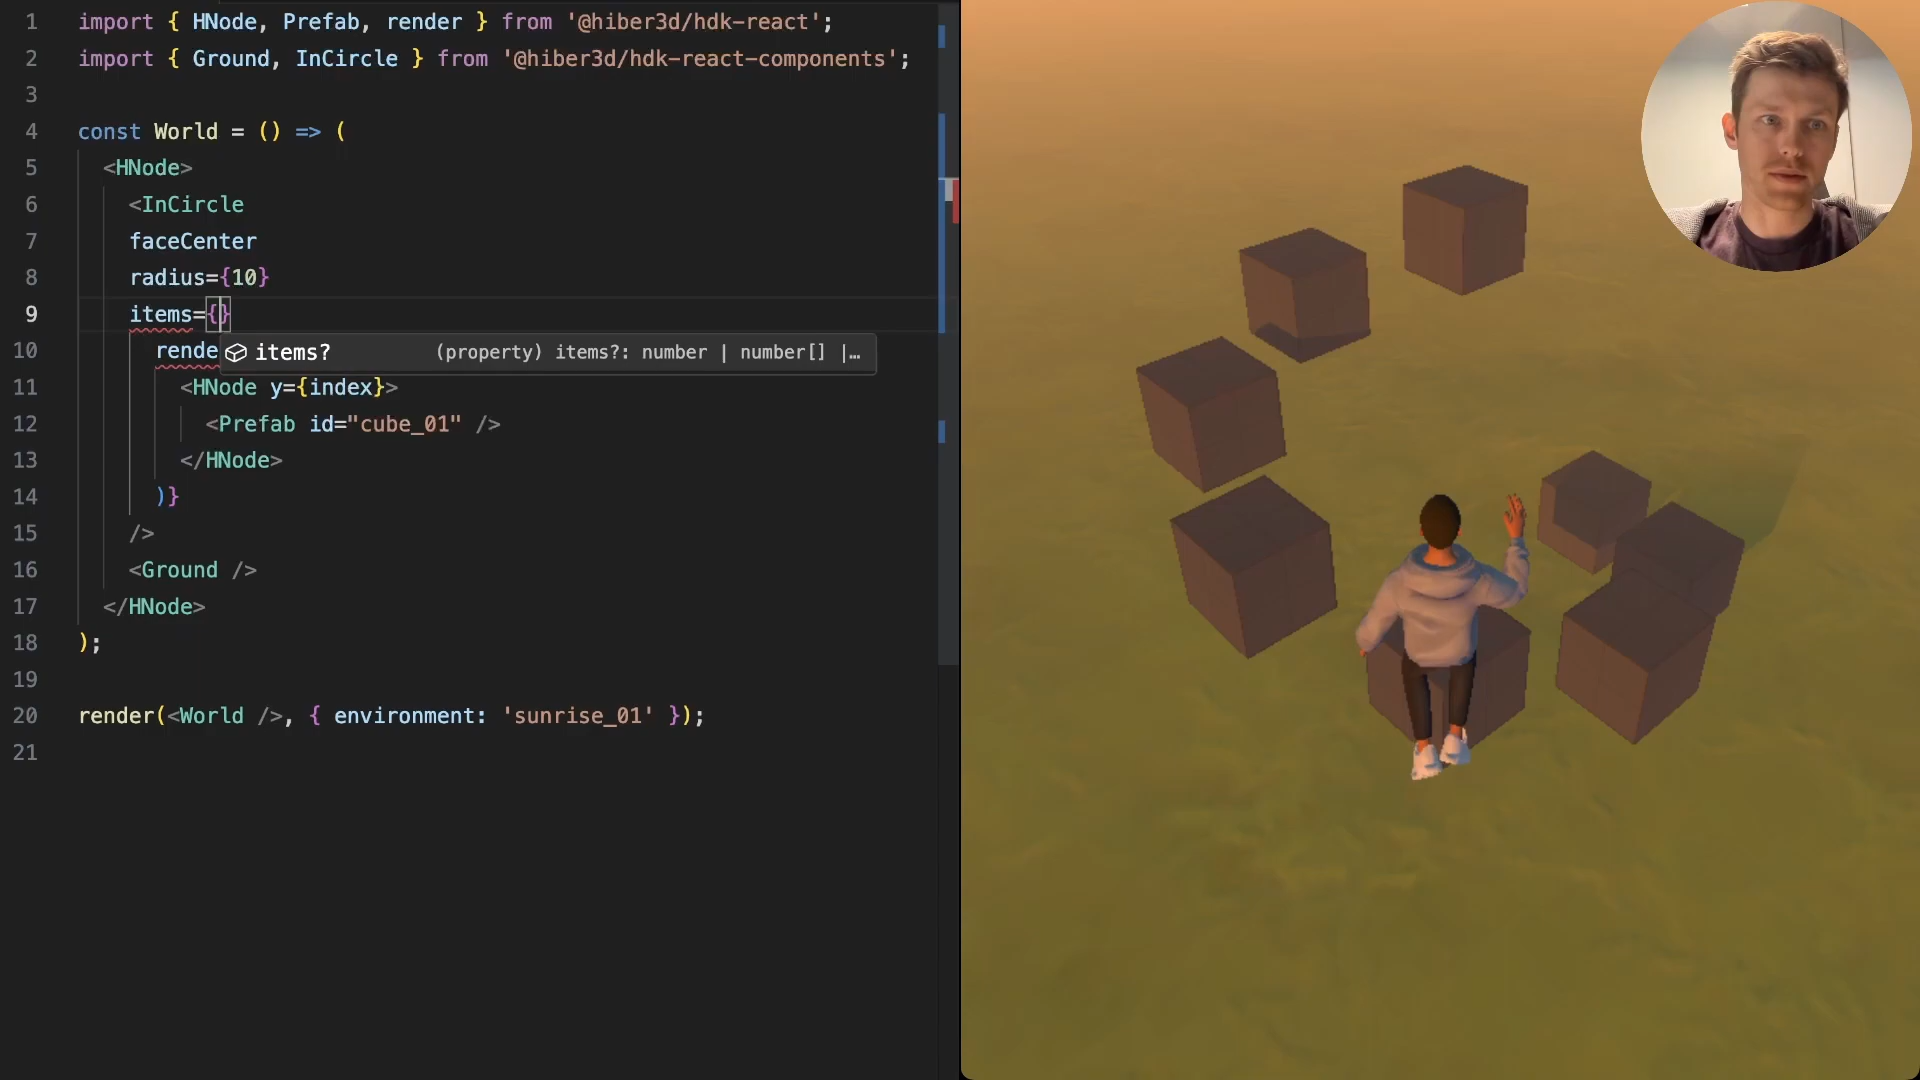 1 import { HNode, Prefab, render } from '@hiber3d/hdk-react';
2 import { Ground, InCircle } from '@hiber3d/hdk-react-components';
3
4 const World = () => (
5 <HNode>
6 <InCircle
7 faceCenter
8 radius={10}
9 items={}
10 rende
items? (property) items?: number | number[] |…
11 <HNode y={index}>
12 <Prefab id="cube_01" />
13 </HNode>
14 )}
15 />
16 <Ground />
17 </HNode>
18 );
19
20 render(<World />, { environment: 'sunrise_01' });
21